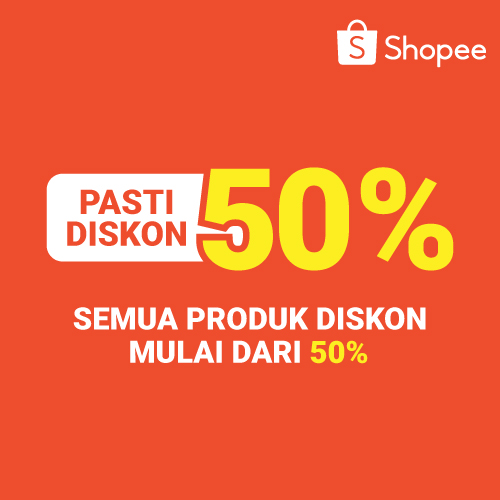 S Shopee
PASTI
DISKON
50%
SEMUA PRODUK DISKON
MULAI DARI 50%